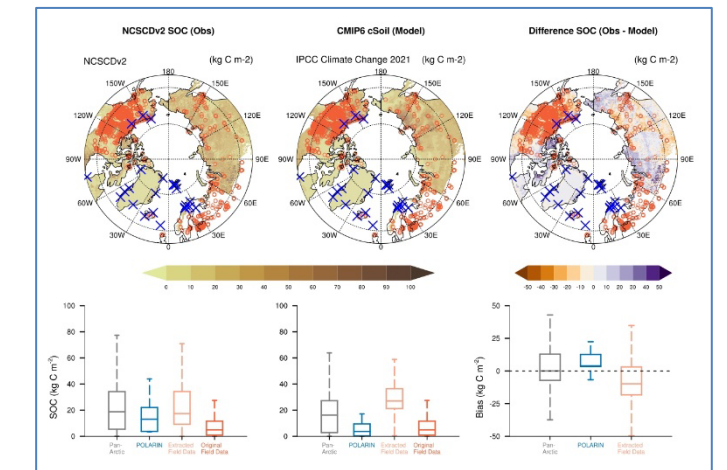 NCSCDv2 SOC (Obs)
CMIP6 cSoil (Model)
Difference SOC (Obs - Model)
NCSCDv2
(kg C m-2)
IPCC Climate Change 2021
(kg C m-2)
(kg C m-2)
180
150W
150E
120W
120E
90W
90E
60W
60E
30W
30E
0
180
150W
150E
120W
120E
90W
90E
60W
60E
30W
30E
0
180
150W
150E
120W
120E
90W
90E
60W
60E
30W
30E
0
0 10 20 30 40 50 60 70 80 90 100
-50 -40 -30 -20 -10 0 10 20 30 40 50
SOC (kg C m-2)
100
80
60
40
20
0
Pan-
Arctic
POLARIN
Extracted
Field Data
Original
Field Data
100
80
60
40
20
0
Pan-
Arctic
POLARIN
Extracted
Field Data
Original
Field Data
Bias (kg C m-2)
50
25
0
-25
-50
Pan-
Arctic
POLARIN
Extracted
Field Data